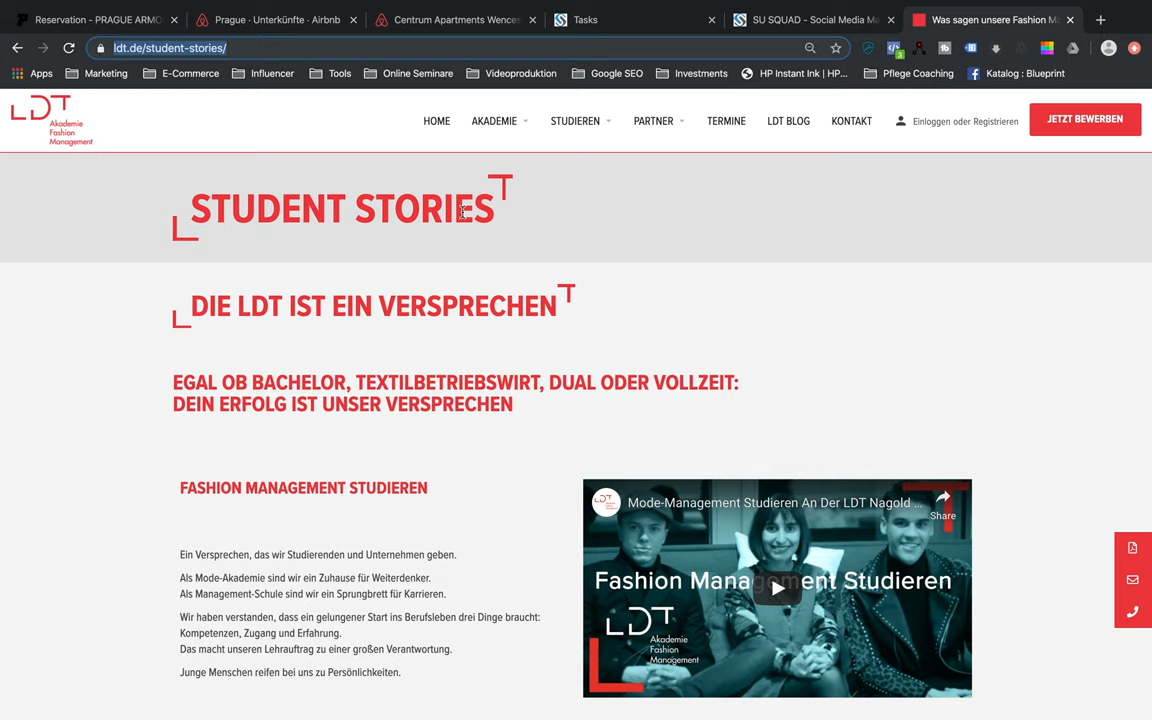 Reservation - PRAGUE ARMO
Prague · Unterkünfte · Airbnb
Centrum Apartments Wences
Tasks
SU SQUAD - Social Media Ma
Was sagen unsere Fashion Ma
ldt.de/student-stories/
3
Apps
Marketing
E-Commerce
Influencer
Tools
Online Seminare
Videoproduktion
Google SEO
Investments
HP Instant Ink | HP...
Pflege Coaching
Katalog : Blueprint
LDT
Akademie
Fashion
Management
HOME
AKADEMIE
STUDIEREN
PARTNER
TERMINE
LDT BLOG
KONTAKT
Einloggen oder Registrieren
JETZT BEWERBEN
STUDENT STORIES
DIE LDT IST EIN VERSPRECHEN
EGAL OB BACHELOR, TEXTILBETRIEBSWIRT, DUAL ODER VOLLZEIT:
DEIN ERFOLG IST UNSER VERSPRECHEN
FASHION MANAGEMENT STUDIEREN
Ein Versprechen, das wir Studierenden und Unternehmen geben.
Als Mode-Akademie sind wir ein Zuhause für Weiterdenker.
Als Management-Schule sind wir ein Sprungbrett für Karrieren.
Wir haben verstanden, dass ein gelungener Start ins Berufsleben drei Dinge braucht:
Kompetenzen, Zugang und Erfahrung.
Das macht unseren Lehrauftrag zu einer großen Verantwortung.
Junge Menschen reifen bei uns zu Persönlichkeiten.
Mode-Management Studieren An Der LDT Nagold ...
Share
Fashion Management Studieren
LDT
Akademie
Fashion
Management